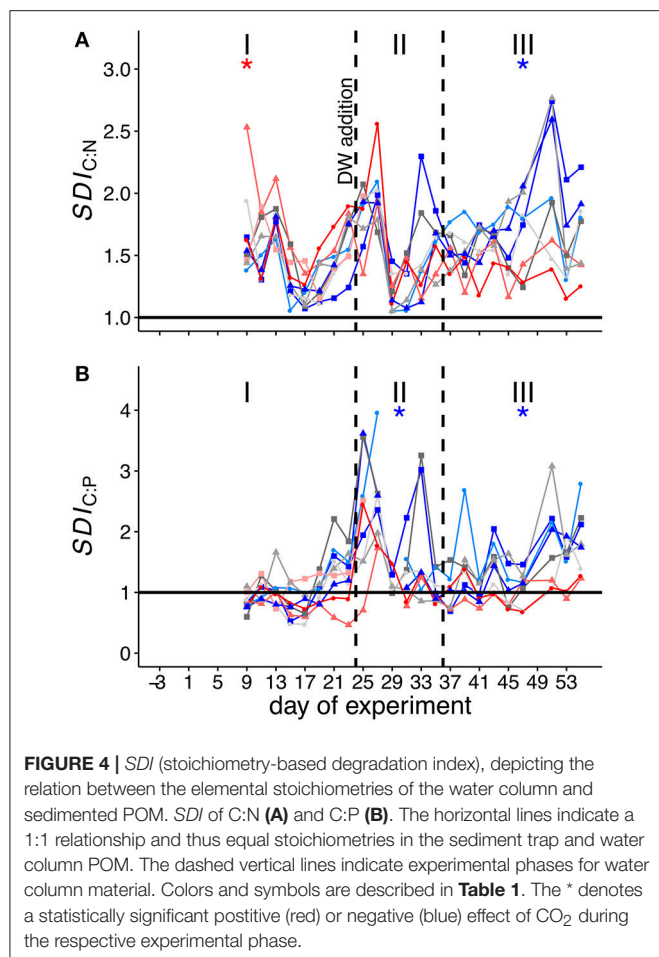 A
I
II
III
*
*
3.0
2.5
2.0
1.5
1.0
SDI C:N
DW addition
B
I
II
III
*
*
4
3
2
1
0
SDI C:P
-3 1 5 9 13 17 21 25 29 33 37 41 45 49 53
day of experiment
FIGURE 4 | SDI (stoichiometry-based degradation index), depicting the
relation between the elemental stoichiometries of the water column and
sedimented POM. SDI of C:N (A) and C:P (B). The horizontal lines indicate a
1:1 relationship and thus equal stoichiometries in the sediment trap and water
column POM. The dashed vertical lines indicate experimental phases for water
column material. Colors and symbols are described in Table 1. The * denotes
a statistically significant postitive (red) or negative (blue) effect of CO2 during
the respective experimental phase.